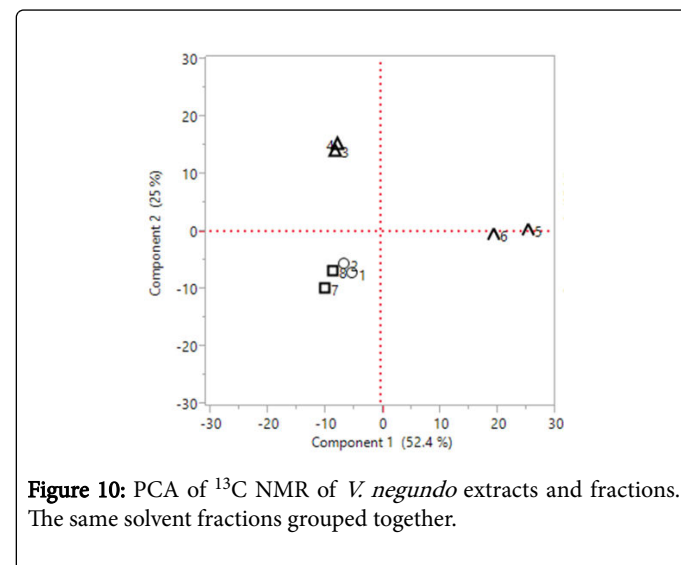 30
20
10
0
-10
-20
-30
Component 2 (25 %)
4 3
6 5
8 2 1
7
-30 -20 -10 0 10 20 30
Component 1 (52.4 %)
Figure 10: PCA of ¹³C NMR of V. negundo extracts and fractions.
The same solvent fractions grouped together.